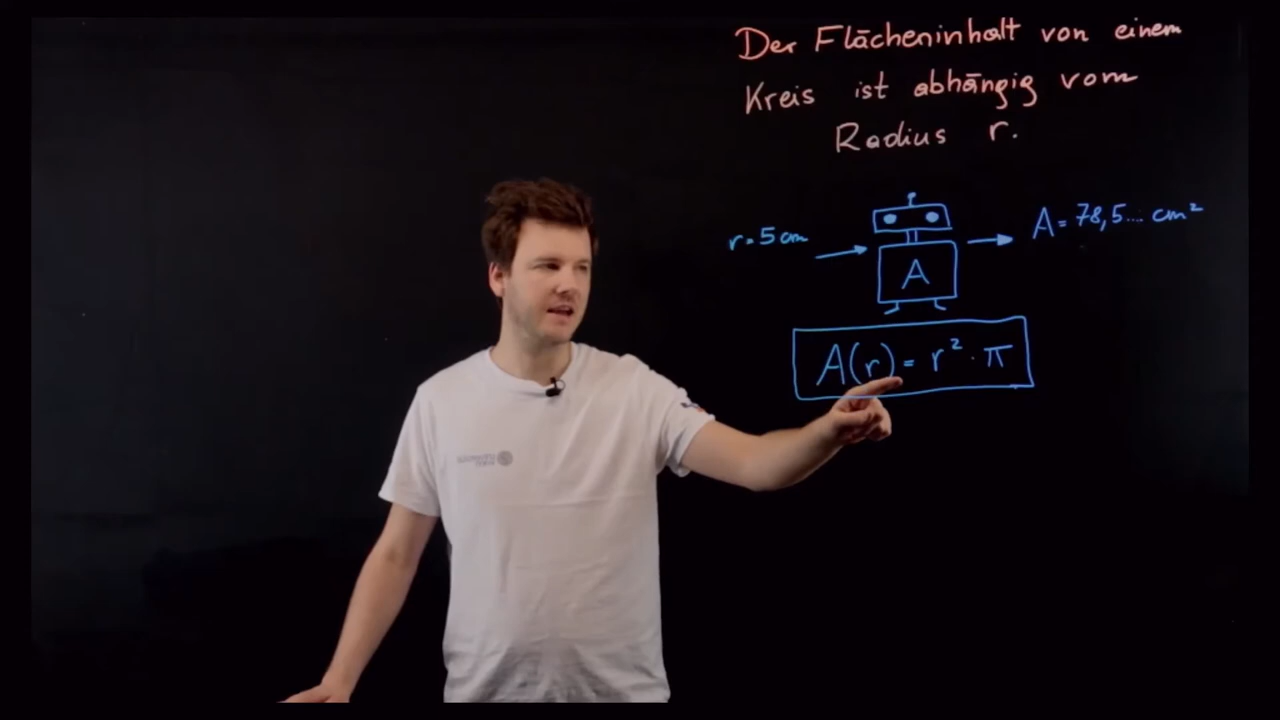 Der Flächeninhalt von einem
Kreis ist abhängig vom
Radius r.
r = 5 cm
A
A = 78,5... cm²
A(r) = r² · π